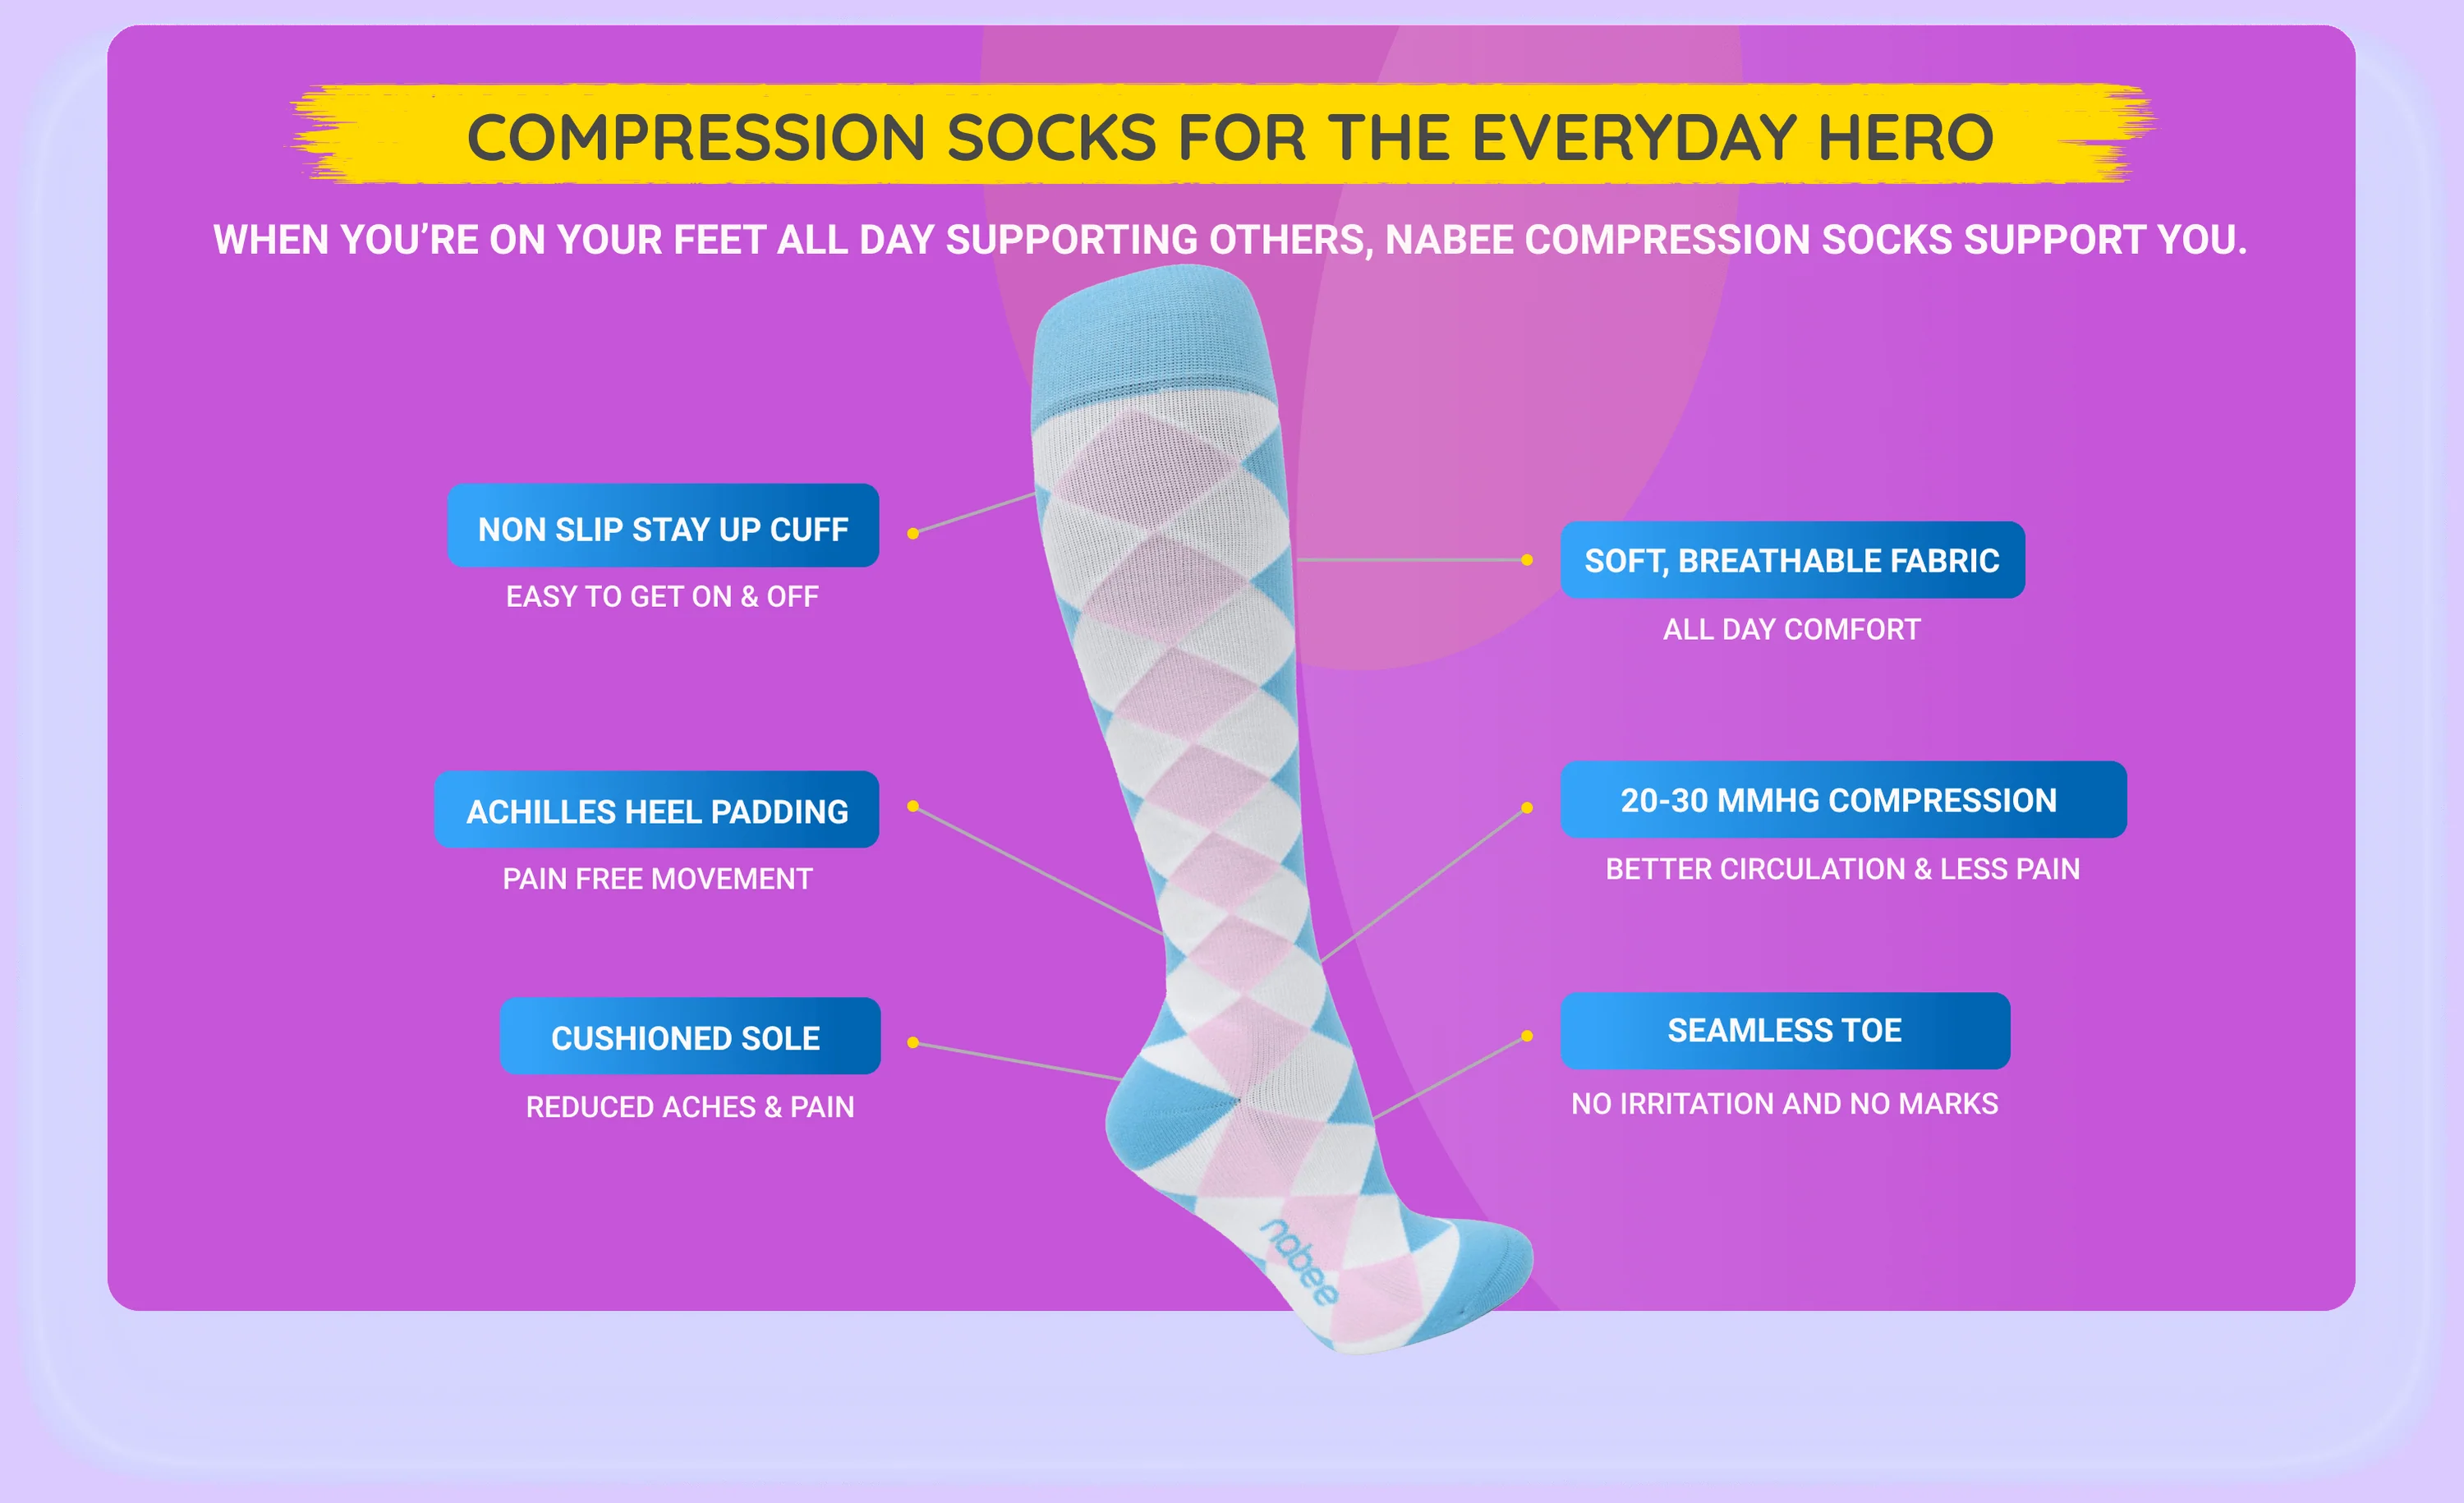 COMPRESSION SOCKS FOR THE EVERYDAY HERO
WHEN YOU’RE ON YOUR FEET ALL DAY SUPPORTING OTHERS, NABEE COMPRESSION SOCKS SUPPORT YOU.
NON SLIP STAY UP CUFF
EASY TO GET ON & OFF
ACHILLES HEEL PADDING
PAIN FREE MOVEMENT
CUSHIONED SOLE
REDUCED ACHES & PAIN
SOFT, BREATHABLE FABRIC
ALL DAY COMFORT
20-30 MMHG COMPRESSION
BETTER CIRCULATION & LESS PAIN
SEAMLESS TOE
NO IRRITATION AND NO MARKS
nabee